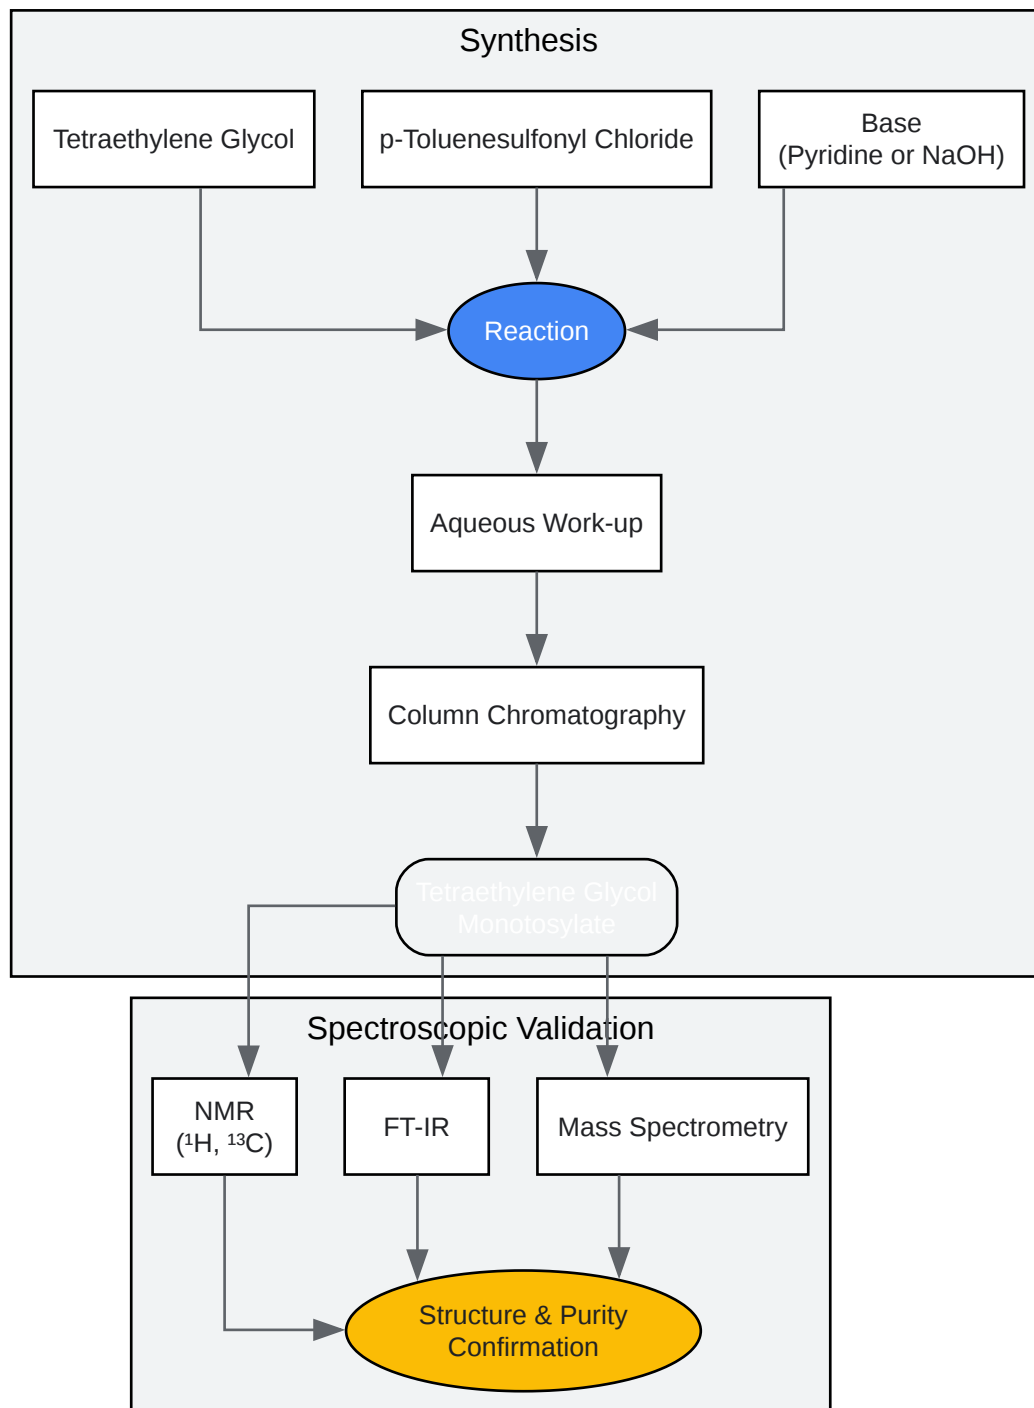 Synthesis
Tetraethylene Glycol
p-Toluenesulfonyl Chloride
Base
(Pyridine or NaOH)
Reaction
Aqueous Work-up
Column Chromatography
Tetraethylene Glycol
Monotosylate
Spectroscopic Validation
NMR
(¹H, ¹³C)
FT-IR
Mass Spectrometry
Structure & Purity
Confirmation